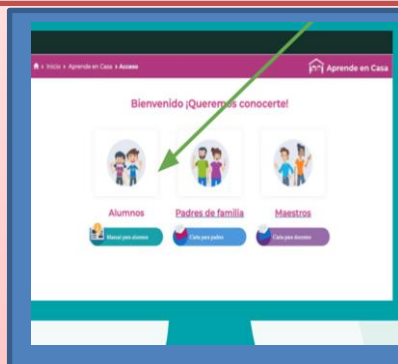 Inicio › Aprende en Casa › Acceso
Aprende en Casa
Bienvenido ¡Queremos conocerte!
Alumnos Padres de familia Maestros
Manual para alumnos Carta para padres Carta para docentes